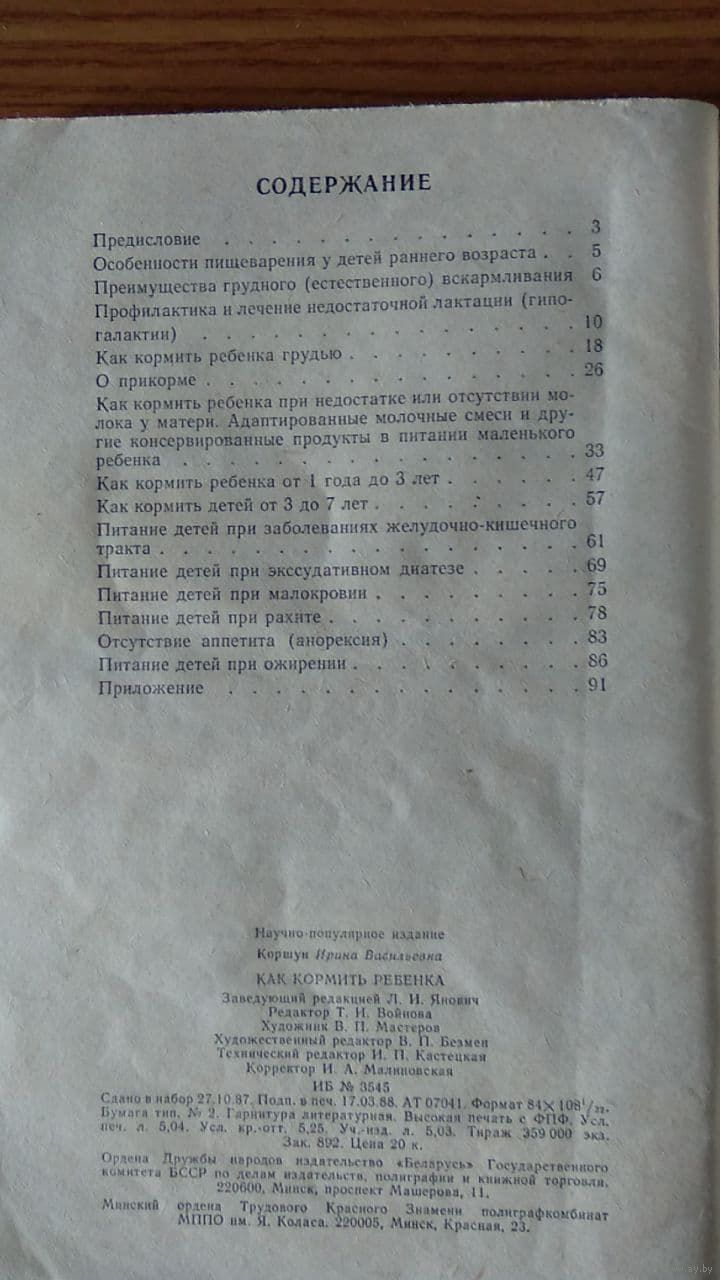 СОДЕРЖАНИЕ
Предисловие . . . . . . . . . . . . . . . 3
Особенности пищеварения у детей раннего возраста . . 5
Преимущества грудного (естественного) вскармливания 6
Профилактика и лечение недостаточной лактации (гипо-
галактии) . . . . . . . . . . . . . . . . 10
Как кормить ребенка грудью . . . . . . . . . . 18
О прикорме . . . . . . . . . . . . . . . . 26
Как кормить ребенка при недостатке или отсутствии мо-
лока у матери. Адаптированные молочные смеси и дру-
гие консервированные продукты в питании маленького
ребенка . . . . . . . . . . . . . . . . . 33
Как кормить ребенка от 1 года до 3 лет . . . . . . 47
Как кормить детей от 3 до 7 лет . . . . . . . . . 57
Питание детей при заболеваниях желудочно-кишечного
тракта . . . . . . . . . . . . . . . . . . 61
Питание детей при экссудативном диатезе . . . . . 69
Питание детей при малокровии . . . . . . . . . 75
Питание детей при рахите . . . . . . . . . . . 78
Отсутствие аппетита (анорексия) . . . . . . . . 83
Питание детей при ожирении . . . . . . . . . . 86
Приложение . . . . . . . . . . . . . . . 91
Научно-популярное издание
Коршун Ирина Васильевна
КАК КОРМИТЬ РЕБЕНКА
Заведующий редакцией Л. И. Янович
Редактор Т. И. Войнова
Художник В. П. Мастеров
Художественный редактор В. П. Безмен
Технический редактор И. П. Кастецкая
Корректор И. А. Малиновская
ИБ № 3545
Сдано в набор 27.10.87. Подп. в печ. 17.03.88. АТ 07041. Формат 84×108¹/₃₂.
Бумага тип. № 2. Гарнитура литературная. Высокая печать с ФПФ. Усл.
печ. л. 5,04. Усл. кр.-отт. 5,25. Уч.-изд. л. 5,03. Тираж 359 000 экз.
Зак. 892. Цена 20 к.
Ордена Дружбы народов издательство «Беларусь» Государственного
комитета БССР по делам издательств, полиграфии и книжной торговли.
220600, Минск, проспект Машерова, 11.
Минский ордена Трудового Красного Знамени полиграфкомбинат
МППО им. Я. Коласа. 220005, Минск, Красная, 23.
ay.by